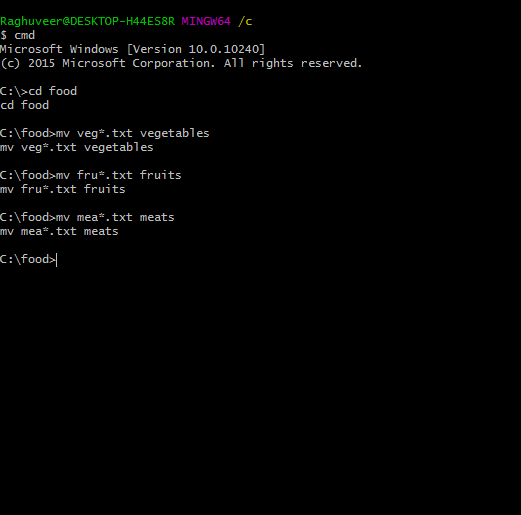 Raghuveer@DESKTOP-H44ES8R MINGW64 /c
$ cmd
Microsoft Windows [Version 10.0.10240]
(c) 2015 Microsoft Corporation. All rights reserved.
C:\>cd food
cd food
C:\food>mv veg*.txt vegetables
mv veg*.txt vegetables
C:\food>mv fru*.txt fruits
mv fru*.txt fruits
C:\food>mv mea*.txt meats
mv mea*.txt meats
C:\food>